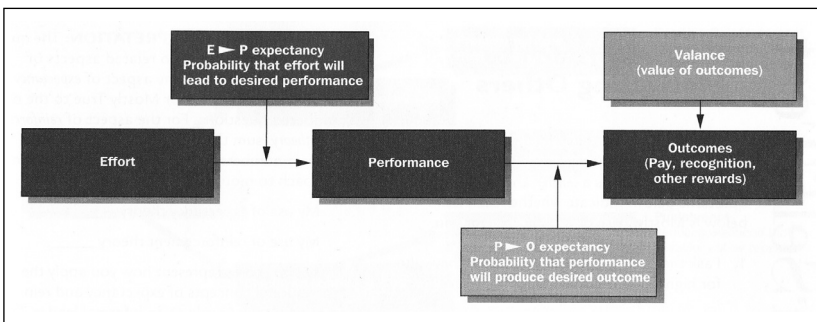 E ► P expectancy
Probability that effort will
lead to desired performance
Valance
(value of outcomes)
Effort
Performance
Outcomes
(Pay, recognition,
other rewards)
P ► O expectancy
Probability that performance
will produce desired outcome